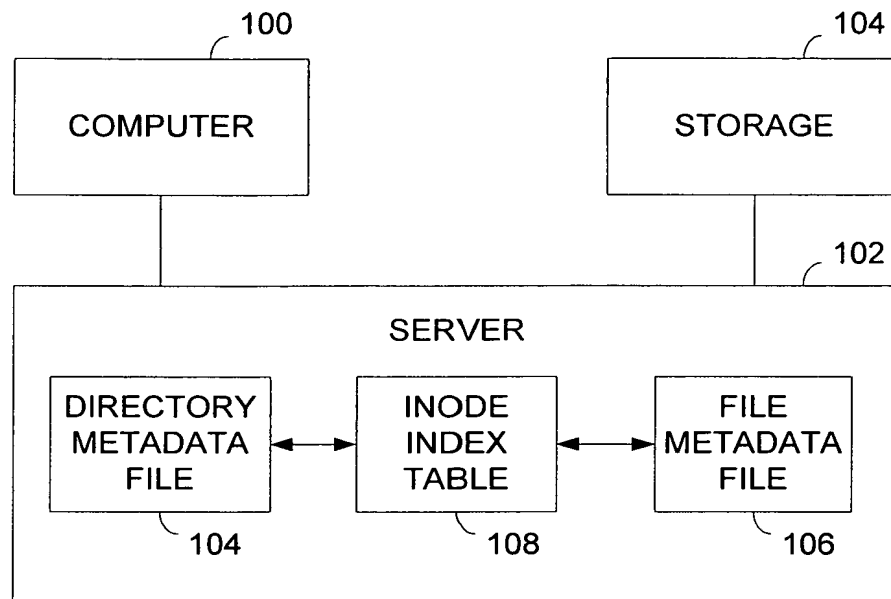 100
104
COMPUTER
STORAGE
102
SERVER
DIRECTORY
METADATA
FILE
INODE
INDEX
TABLE
FILE
METADATA
FILE
104
108
106